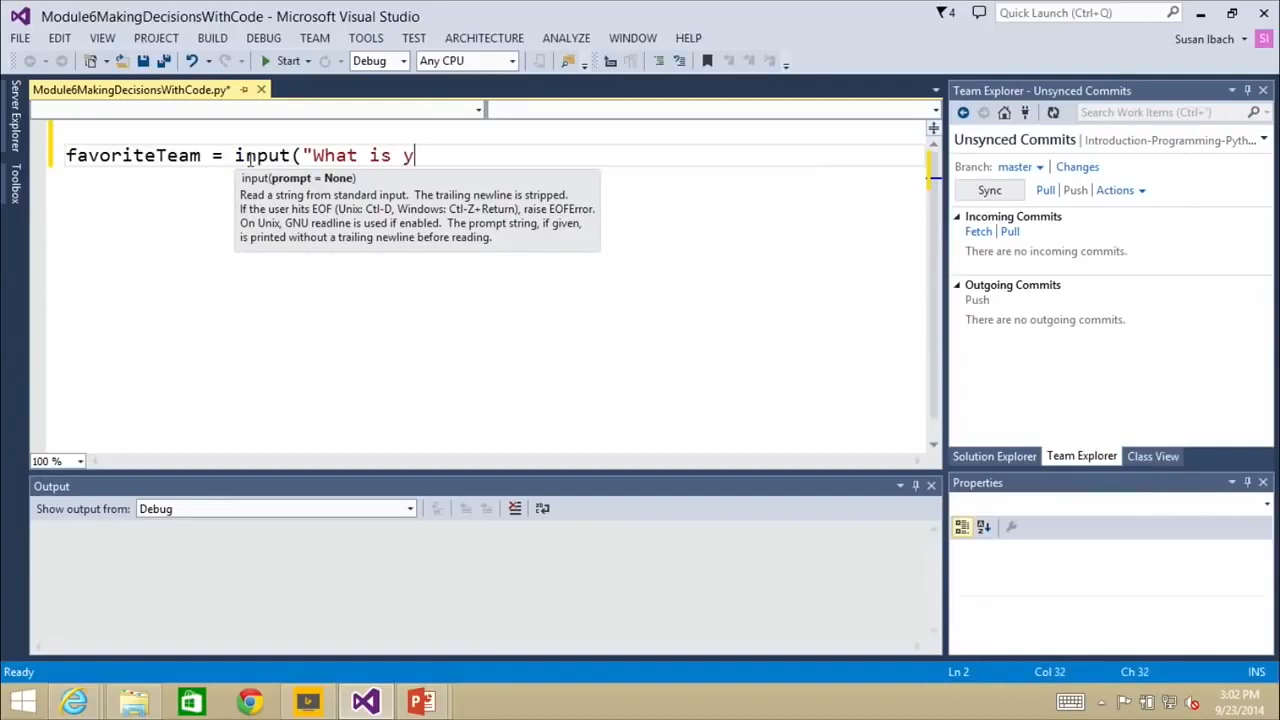 Module6MakingDecisionsWithCode - Microsoft Visual Studio
4
Quick Launch (Ctrl+Q)
FILE EDIT VIEW PROJECT BUILD DEBUG TEAM TOOLS TEST ARCHITECTURE ANALYZE WINDOW HELP
Susan Ibach SI
Start Debug Any CPU
Server Explorer
Toolbox
Module6MakingDecisionsWithCode.py*
favoriteTeam = input("What is y
input(prompt = None)
Read a string from standard input. The trailing newline is stripped.
If the user hits EOF (Unix: Ctl-D, Windows: Ctl-Z+Return), raise EOFError.
On Unix, GNU readline is used if enabled. The prompt string, if given,
is printed without a trailing newline before reading.
100 %
Output
Show output from: Debug
Team Explorer - Unsynced Commits
Search Work Items (Ctrl+')
Unsynced Commits Introduction-Programming-Pyth
Branch: master Changes
Sync Pull Push Actions
Incoming Commits
Fetch Pull
There are no incoming commits.
Outgoing Commits
Push
There are no outgoing commits.
Solution Explorer Team Explorer Class View
Properties
Ready Ln 2 Col 32 Ch 32 INS
3:02 PM
9/23/2014